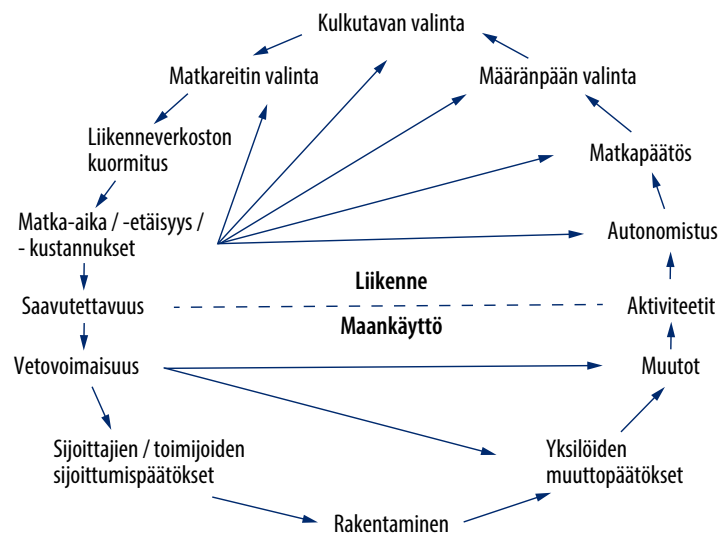 Kulkutavan valinta
Matkareitin valinta
Määränpään valinta
Liikenneverkoston
kuormitus
Matkapäätös
Matka-aika / -etäisyys /
- kustannukset
Autonomistus
Liikenne
Saavutettavuus
Aktiviteetit
Maankäyttö
Vetovoimaisuus
Muutot
Sijoittajien / toimijoiden
sijoittumispäätökset
Yksilöiden
muuttopäätökset
Rakentaminen